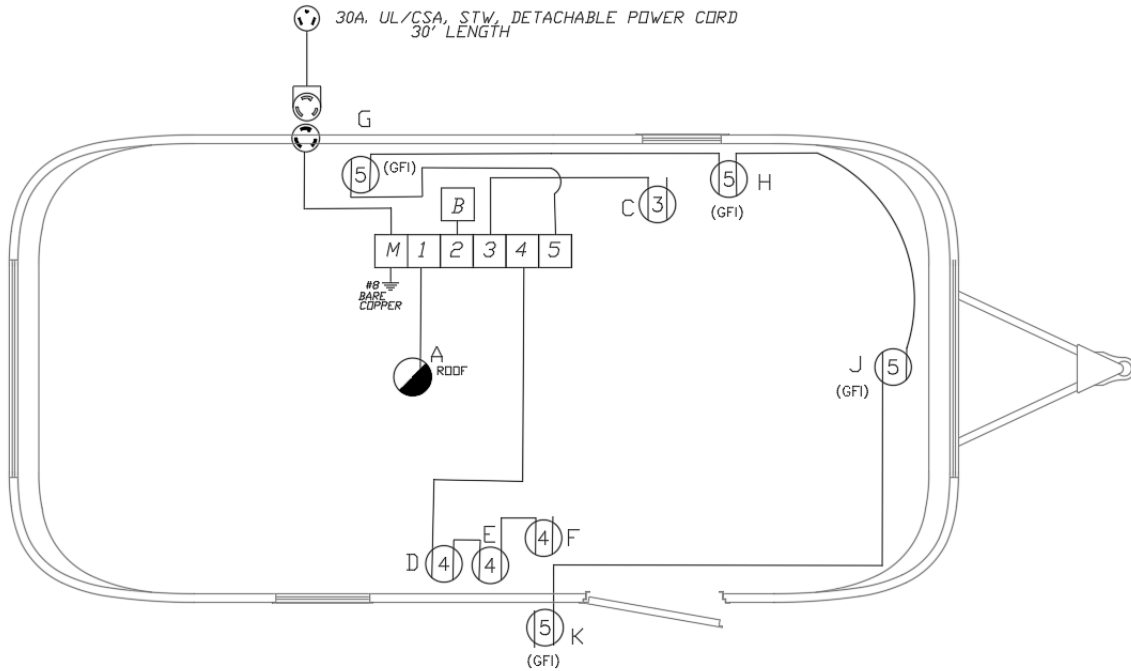 30A. UL/CSA, STW, DETACHABLE POWER CORD
30' LENGTH
G
5 (GFI)
5 H
(GFI)
C 3
B
M 1 2 3 4 5
#8
BARE
COPPER
A
ROOF
J 5
(GFI)
D 4
E
4
4 F
5 K
(GFI)